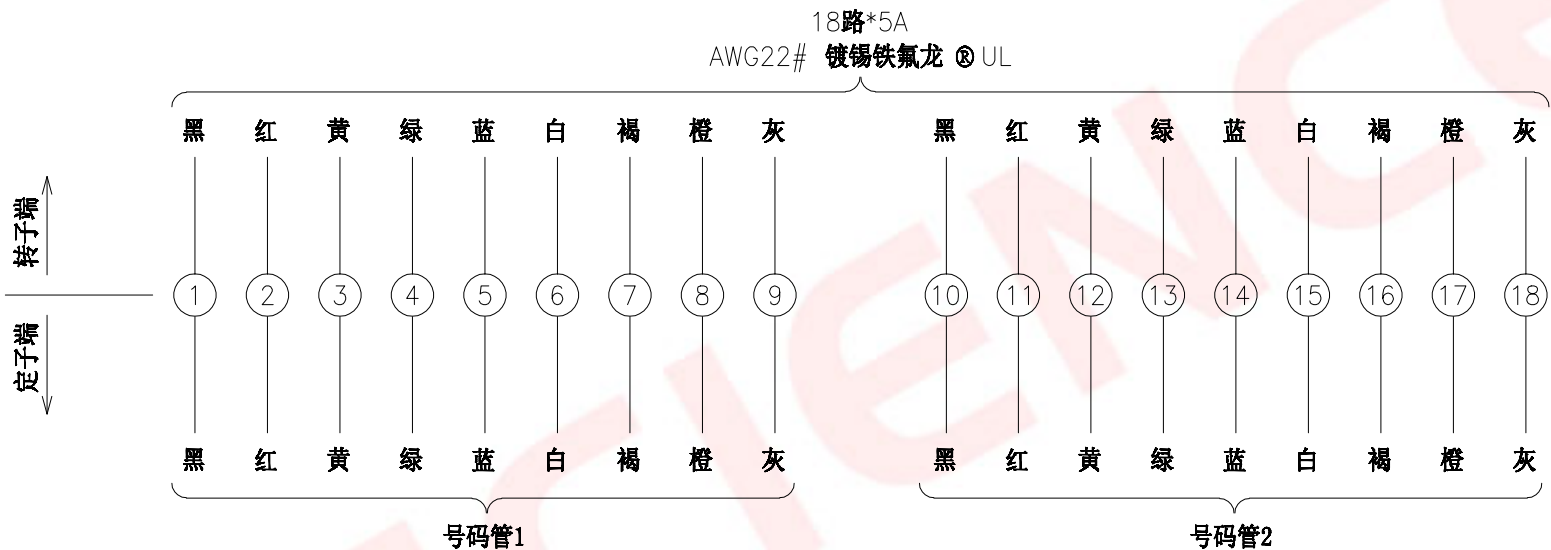 18路*5A
AWG22# 镀锡铁氟龙 ® UL
黑 红 黄 绿 蓝 白 褐 橙 灰 黑 红 黄 绿 蓝 白 褐 橙 灰
转子端
1 2 3 4 5 6 7 8 9 10 11 12 13 14 15 16 17 18
定子端
黑 红 黄 绿 蓝 白 褐 橙 灰 黑 红 黄 绿 蓝 白 褐 橙 灰
号码管1 号码管2